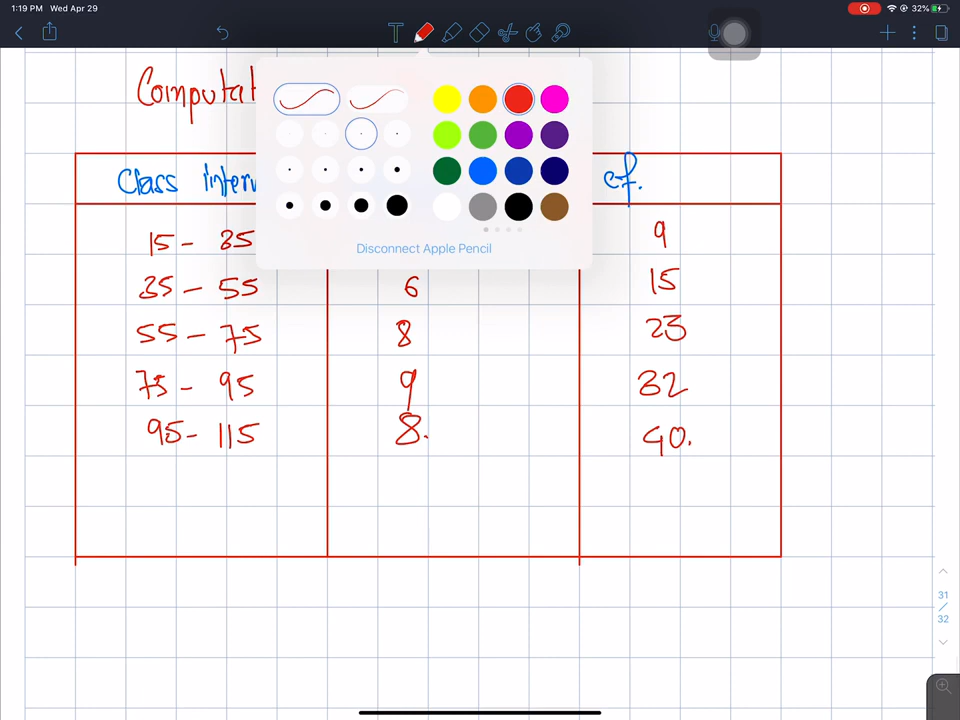 1:19 PM Wed Apr 29
32%
Computat
Class Interv
cf.
15 - 35
9
35 - 55
6
15
55 - 75
8
23
75 - 95
9
32
95 - 115
8.
40.
Disconnect Apple Pencil
31
/
32